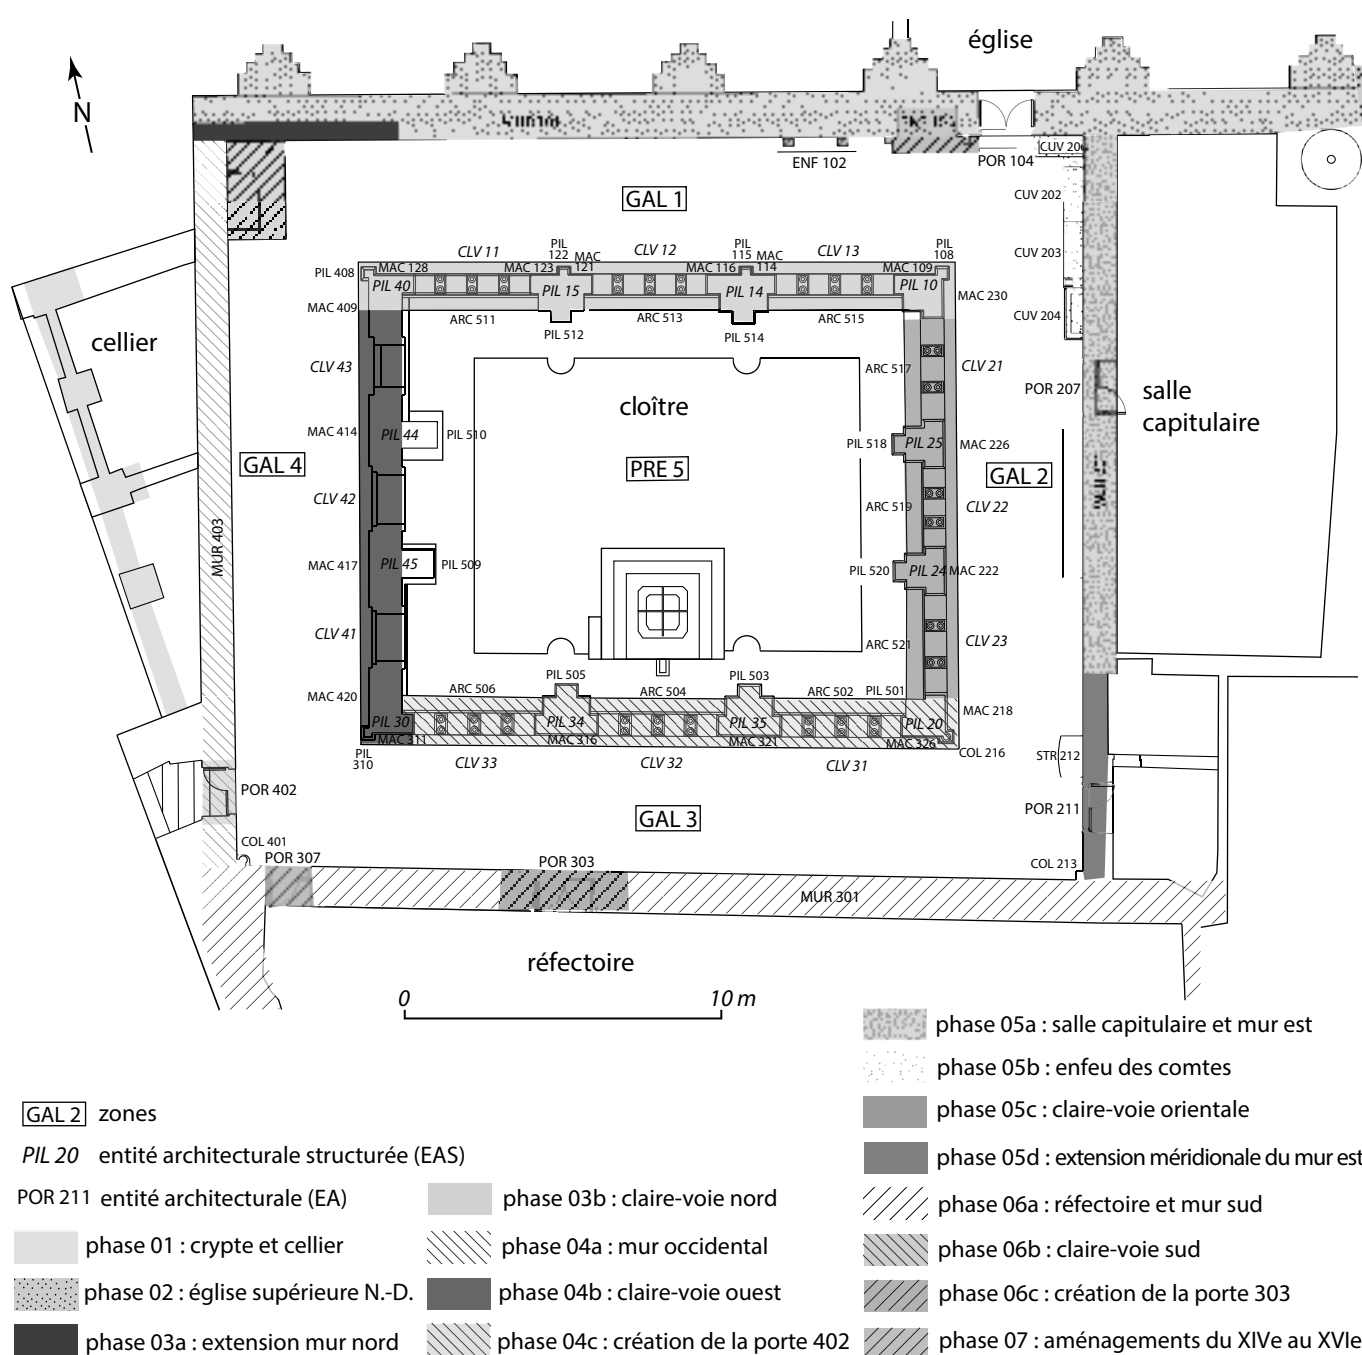 église
N
ENF 102
POR 104
CUV 20
CUV 202
CUV 203
CUV 204
GAL 1
CLV 11
PIL 122
MAC 121
CLV 12
PIL 115
MAC 114
CLV 13
PIL 108
PIL 408
MAC 128
MAC 123
MAC 116
MAC 109
PIL 40
PIL 15
PIL 14
PIL 10
MAC 230
MAC 409
ARC 511
PIL 512
ARC 513
PIL 514
ARC 515
cellier
CLV 43
ARC 517
CLV 21
POR 207
salle
capitulaire
cloître
MAC 414
PIL 44
PIL 510
PIL 518
PIL 25
MAC 226
GAL 4
PRE 5
GAL 2
CLV 42
ARC 519
CLV 22
MUR 403
MAC 417
PIL 45
PIL 509
PIL 520
PIL 24
MAC 222
CLV 41
ARC 521
CLV 23
MAC 420
ARC 506
PIL 505
ARC 504
PIL 503
ARC 502
PIL 501
MAC 218
PIL 30
PIL 34
PIL 35
PIL 20
MAC 311
MAC 316
MAC 321
MAC 326
COL 216
PIL 310
CLV 33
CLV 32
CLV 31
STR 212
POR 402
GAL 3
POR 211
COL 401
POR 307
POR 303
COL 213
MUR 301
réfectoire
0 10 m
GAL 2 zones
PIL 20 entité architecturale structurée (EAS)
POR 211 entité architecturale (EA)
phase 01 : crypte et cellier
phase 02 : église supérieure N.-D.
phase 03a : extension mur nord
phase 03b : claire-voie nord
phase 04a : mur occidental
phase 04b : claire-voie ouest
phase 04c : création de la porte 402
phase 05a : salle capitulaire et mur est
phase 05b : enfeu des comtes
phase 05c : claire-voie orientale
phase 05d : extension méridionale du mur est
phase 06a : réfectoire et mur sud
phase 06b : claire-voie sud
phase 06c : création de la porte 303
phase 07 : aménagements du XIVe au XVIe